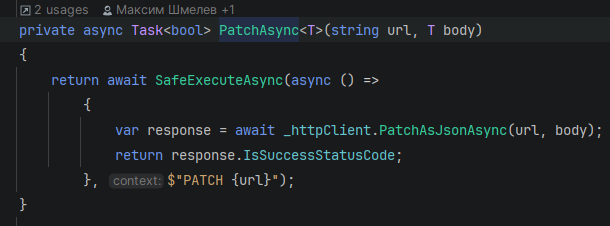 2 usages Максим Шмелев +1
private async Task<bool> PatchAsync<T>(string url, T body)
{
    return await SafeExecuteAsync(async () =>
        {
            var response = await _httpClient.PatchAsJsonAsync(url, body);
            return response.IsSuccessStatusCode;
        }, context: $"PATCH {url}");
}